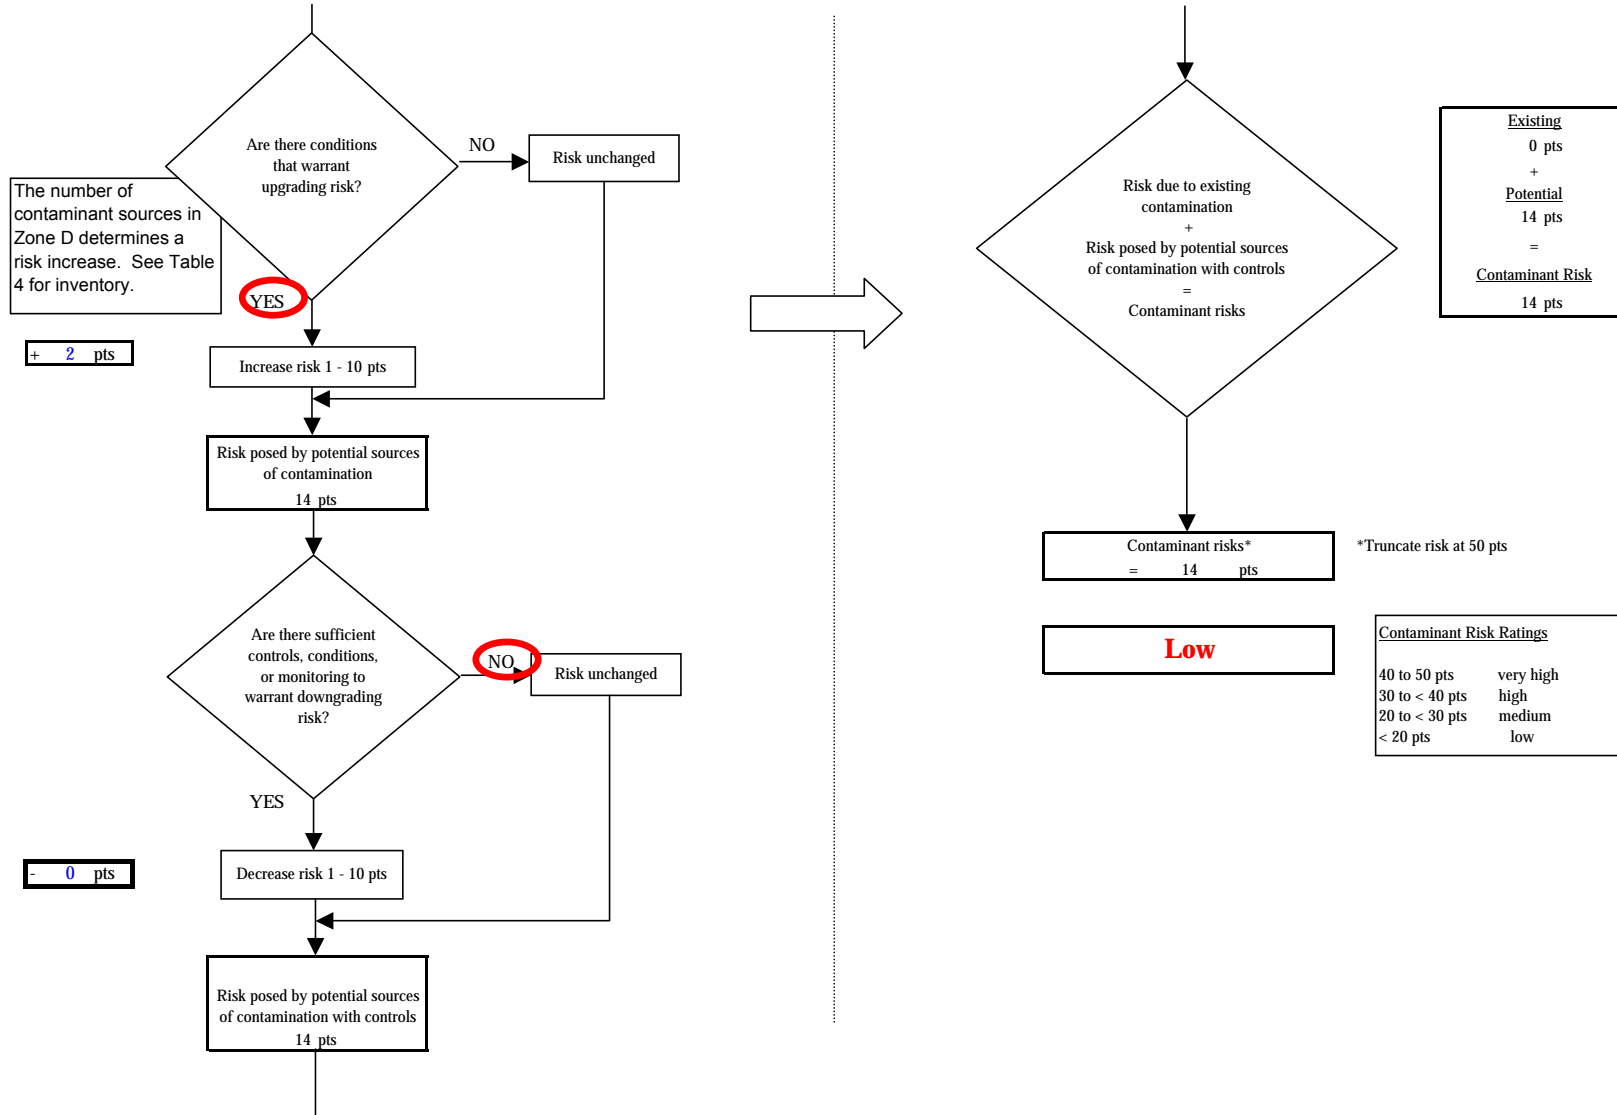 Are there conditions
that warrant
upgrading risk?
NO
Risk unchanged
The number of
contaminant sources in
Zone D determines a
risk increase.  See Table
4 for inventory.
YES
+ 2 pts
Increase risk 1 - 10 pts
Risk posed by potential sources
of contamination
14 pts
Are there sufficient
controls, conditions,
or monitoring to
warrant downgrading
risk?
NO
Risk unchanged
YES
- 0 pts
Decrease risk 1 - 10 pts
Risk posed by potential sources
of contamination with controls
14 pts
Risk due to existing
contamination
+
Risk posed by potential sources
of contamination with controls
=
Contaminant risks
Existing
0 pts
+
Potential
14 pts
=
Contaminant Risk
14 pts
Contaminant risks*
= 14 pts
*Truncate risk at 50 pts
Low
Contaminant Risk Ratings
40 to 50 pts very high
30 to < 40 pts high
20 to < 30 pts medium
< 20 pts low